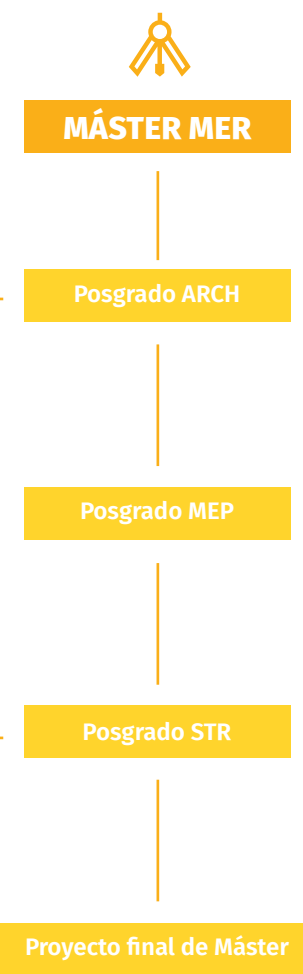 MÁSTER MER
Posgrado ARCH
Posgrado MEP
Posgrado STR
Proyecto final de Máster